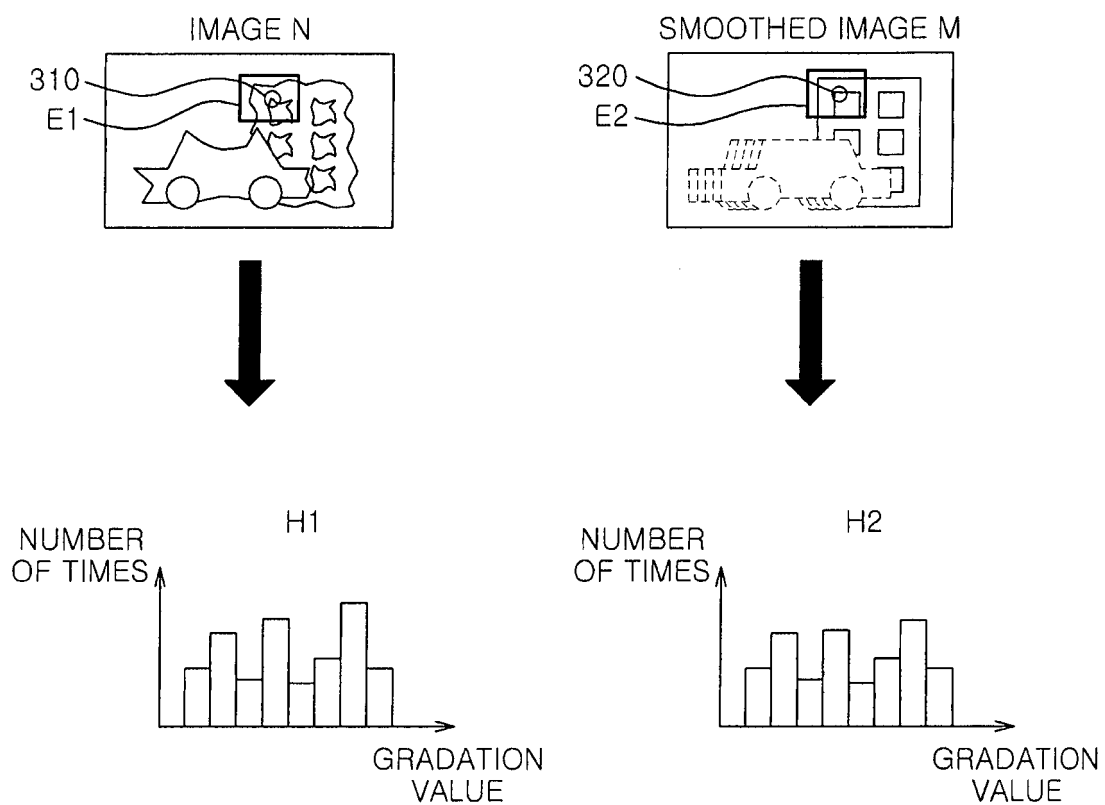 IMAGE N
SMOOTHED IMAGE M
310
E1
320
E2
H1
NUMBER
OF TIMES
GRADATION
VALUE
H2
NUMBER
OF TIMES
GRADATION
VALUE